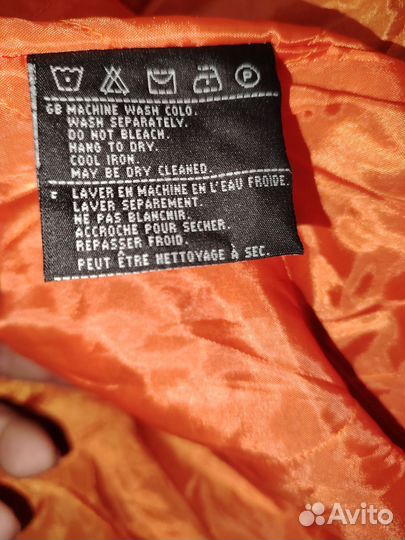 P
GB MACHINE WASH COLD.
WASH SEPARATELY.
DO NOT BLEACH.
HANG TO DRY.
COOL IRON.
MAY BE DRY CLEANED.
F LAVER EN MACHINE EN L'EAU FROIDE.
LAVER SEPAREMENT.
NE PAS BLANCHIR.
ACCROCHE POUR SECHER.
REPASSER FROID.
PEUT ÊTRE NETTOYAGE À SEC.
Avito